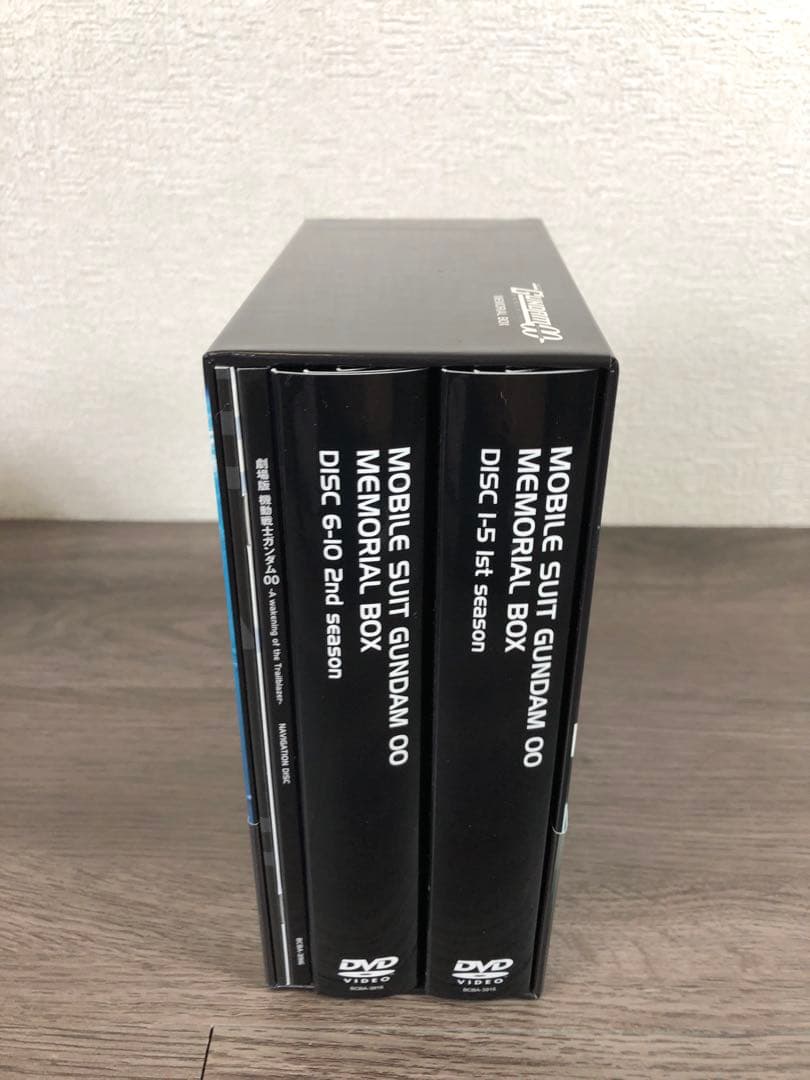 GUNDAM 00
MEMORIAL BOX
劇場版 機動戦士ガンダム00 -A wakening of the Trailblazer- NAVIGATION DISC
MOBILE SUIT GUNDAM 00
MEMORIAL BOX
DISC 6-10 2nd season
DVD
VIDEO
MOBILE SUIT GUNDAM 00
MEMORIAL BOX
DISC 1-5 1st season
DVD
VIDEO